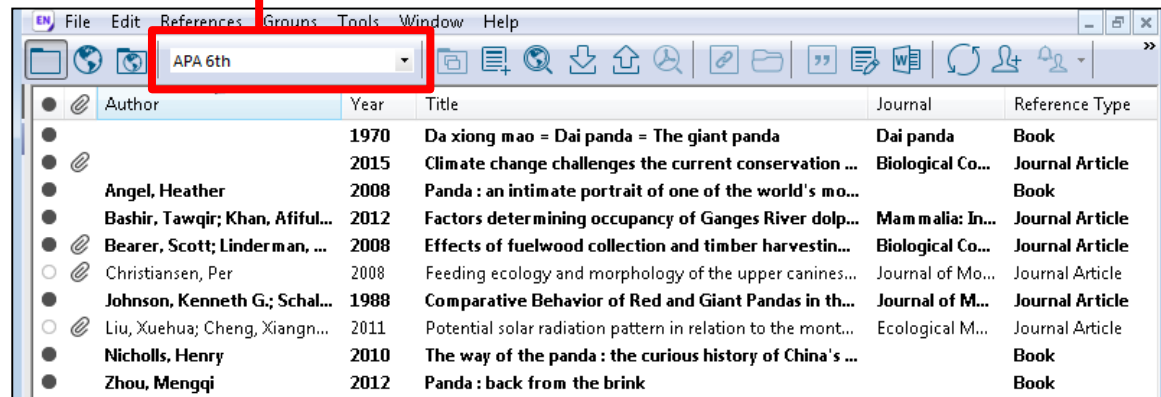 EN File Edit References Groups Tools Window Help
APA 6th
Author Year Title Journal Reference Type
1970 Da xiong mao = Dai panda = The giant panda Dai panda Book
2015 Climate change challenges the current conservation ... Biological Co... Journal Article
Angel, Heather 2008 Panda : an intimate portrait of one of the world's mo... Book
Bashir, Tawqir; Khan, Afiful... 2012 Factors determining occupancy of Ganges River dolp... Mammalia: In... Journal Article
Bearer, Scott; Linderman, ... 2008 Effects of fuelwood collection and timber harvestin... Biological Co... Journal Article
Christiansen, Per 2008 Feeding ecology and morphology of the upper canines... Journal of Mo... Journal Article
Johnson, Kenneth G.; Schal... 1988 Comparative Behavior of Red and Giant Pandas in th... Journal of M... Journal Article
Liu, Xuehua; Cheng, Xiangn... 2011 Potential solar radiation pattern in relation to the mont... Ecological M... Journal Article
Nicholls, Henry 2010 The way of the panda : the curious history of China's ... Book
Zhou, Mengqi 2012 Panda : back from the brink Book